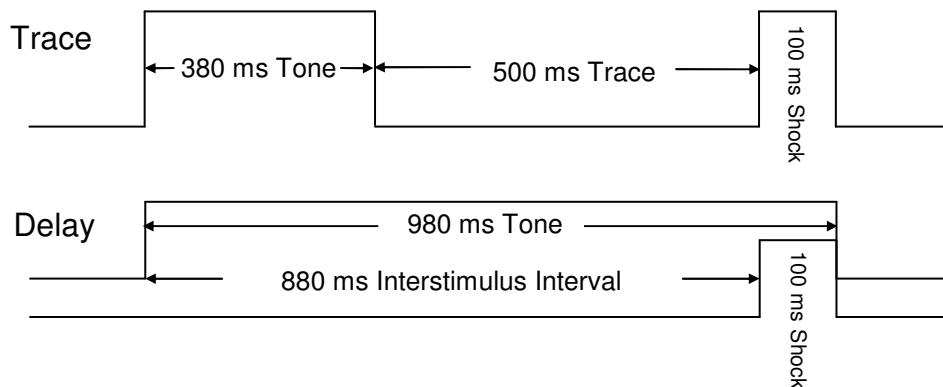 Trace
380 ms Tone
500 ms Trace
100 ms Shock
Delay
980 ms Tone
880 ms Interstimulus Interval
100 ms Shock